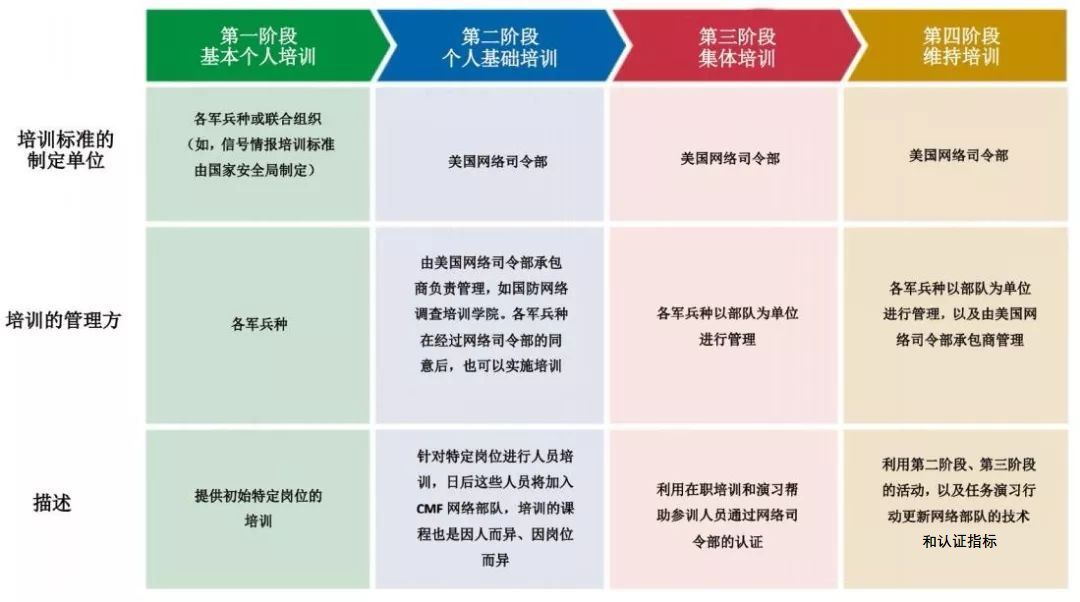 第一阶段
基本个人培训
第二阶段
个人基础培训
第三阶段
集体培训
第四阶段
维持培训
培训标准的
制定单位
各军兵种或联合组织
（如，信号情报培训标准
由国家安全局制定）
美国网络司令部
美国网络司令部
美国网络司令部
培训的管理方
各军兵种
由美国网络司令部承包
商负责管理，如国防网络
调查培训学院。各军兵种
在经过网络司令部的同
意后，也可以实施培训
各军兵种以部队为单位
进行管理
各军兵种以部队为单位
进行管理，以及由美国网
络司令部承包商管理
描述
提供初始特定岗位的
培训
针对特定岗位进行人员培
训，日后这些人员将加入
CMF 网络部队，培训的课
程也是因人而异、因岗位
而异
利用在职培训和演习帮
助参训人员通过网络司
令部的认证
利用第二阶段、第三阶段
的活动，以及任务演习行
动更新网络部队的技术
和认证指标